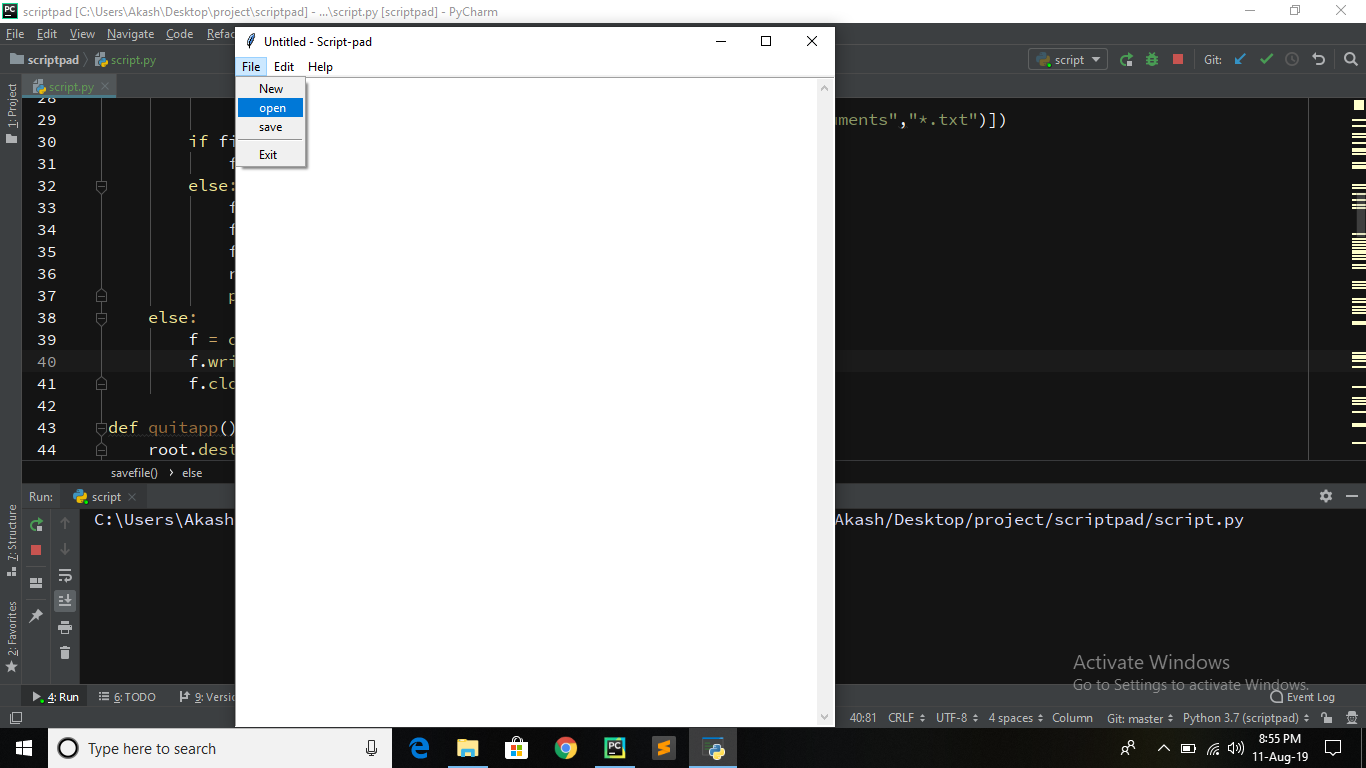 scriptpad [C:\Users\Akash\Desktop\project\scriptpad] - ...\script.py [scriptpad] - PyCharm
File Edit View Navigate Code Refac
Untitled - Script-pad
scriptpad script.py
script
Git:
File Edit Help
script.py
1: Project
New
open
save
Exit
28
29 ments","*.txt")])
30 if fi
31 f
32 else:
33 f
34 f
35 f
36
37 p
38 else:
39 f = o
40 f.wri
41 f.clo
42
43 def quitapp()
44 root.dest
savefile() › else
Run: script
C:\Users\Akash Akash/Desktop/project/scriptpad/script.py
7: Structure
2: Favorites
Activate Windows
Go to Settings to activate Windows.
4: Run 6: TODO 9: Versio
Event Log
40:81 CRLF UTF-8 4 spaces Column Git: master Python 3.7 (scriptpad)
Type here to search
PC
8:55 PM
11-Aug-19